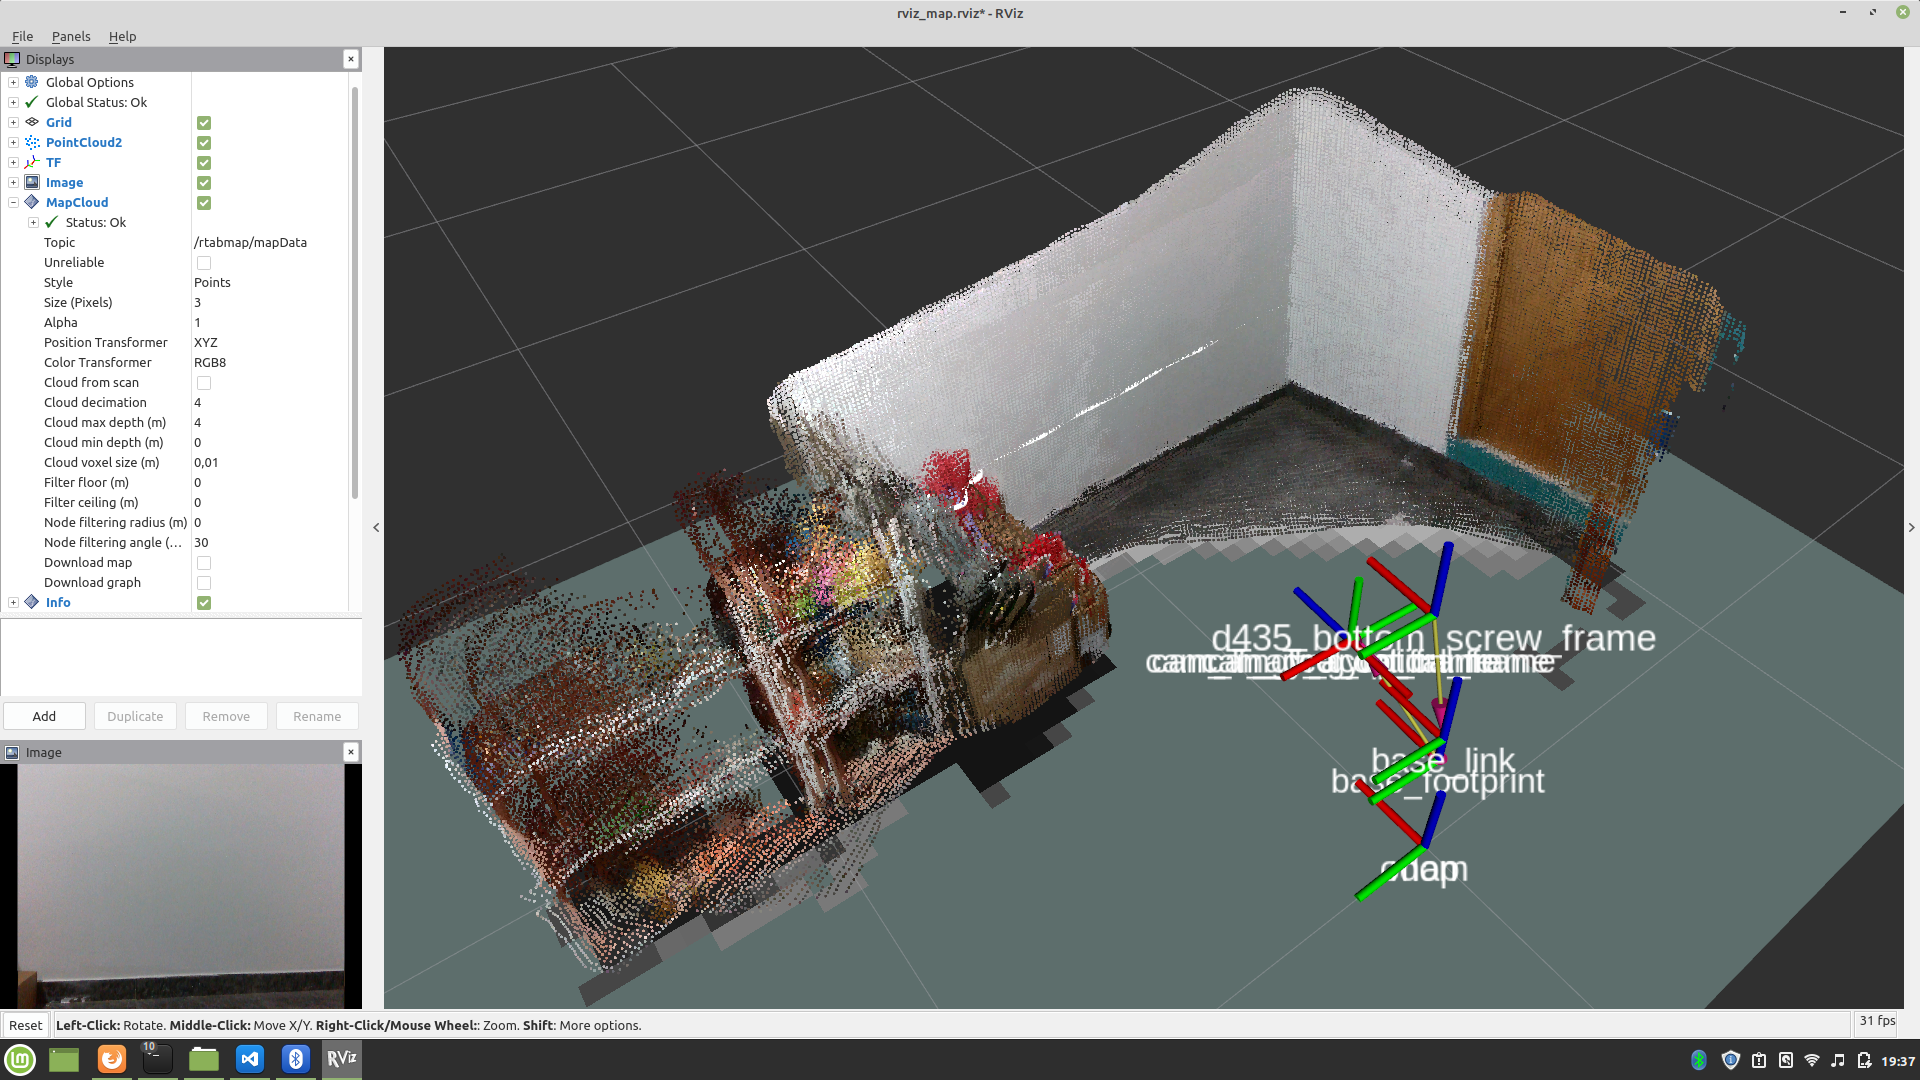 rviz_map.rviz* - RViz
File Panels Help
Displays
Global Options
Global Status: Ok
Grid
PointCloud2
TF
Image
MapCloud
Status: Ok
Topic /rtabmap/mapData
Unreliable
Style Points
Size (Pixels) 3
Alpha 1
Position Transformer XYZ
Color Transformer RGB8
Cloud from scan
Cloud decimation 4
Cloud max depth (m) 4
Cloud min depth (m) 0
Cloud voxel size (m) 0,01
Filter floor (m) 0
Filter ceiling (m) 0
Node filtering radius (m) 0
Node filtering angle (... 30
Download map
Download graph
Info
Add Duplicate Remove Rename
Image
d435_bottom_screw_frame
base_link
base_footprint
Reset Left-Click: Rotate. Middle-Click: Move X/Y. Right-Click/Mouse Wheel:: Zoom. Shift: More options. 31 fps
10
RViz
19:37